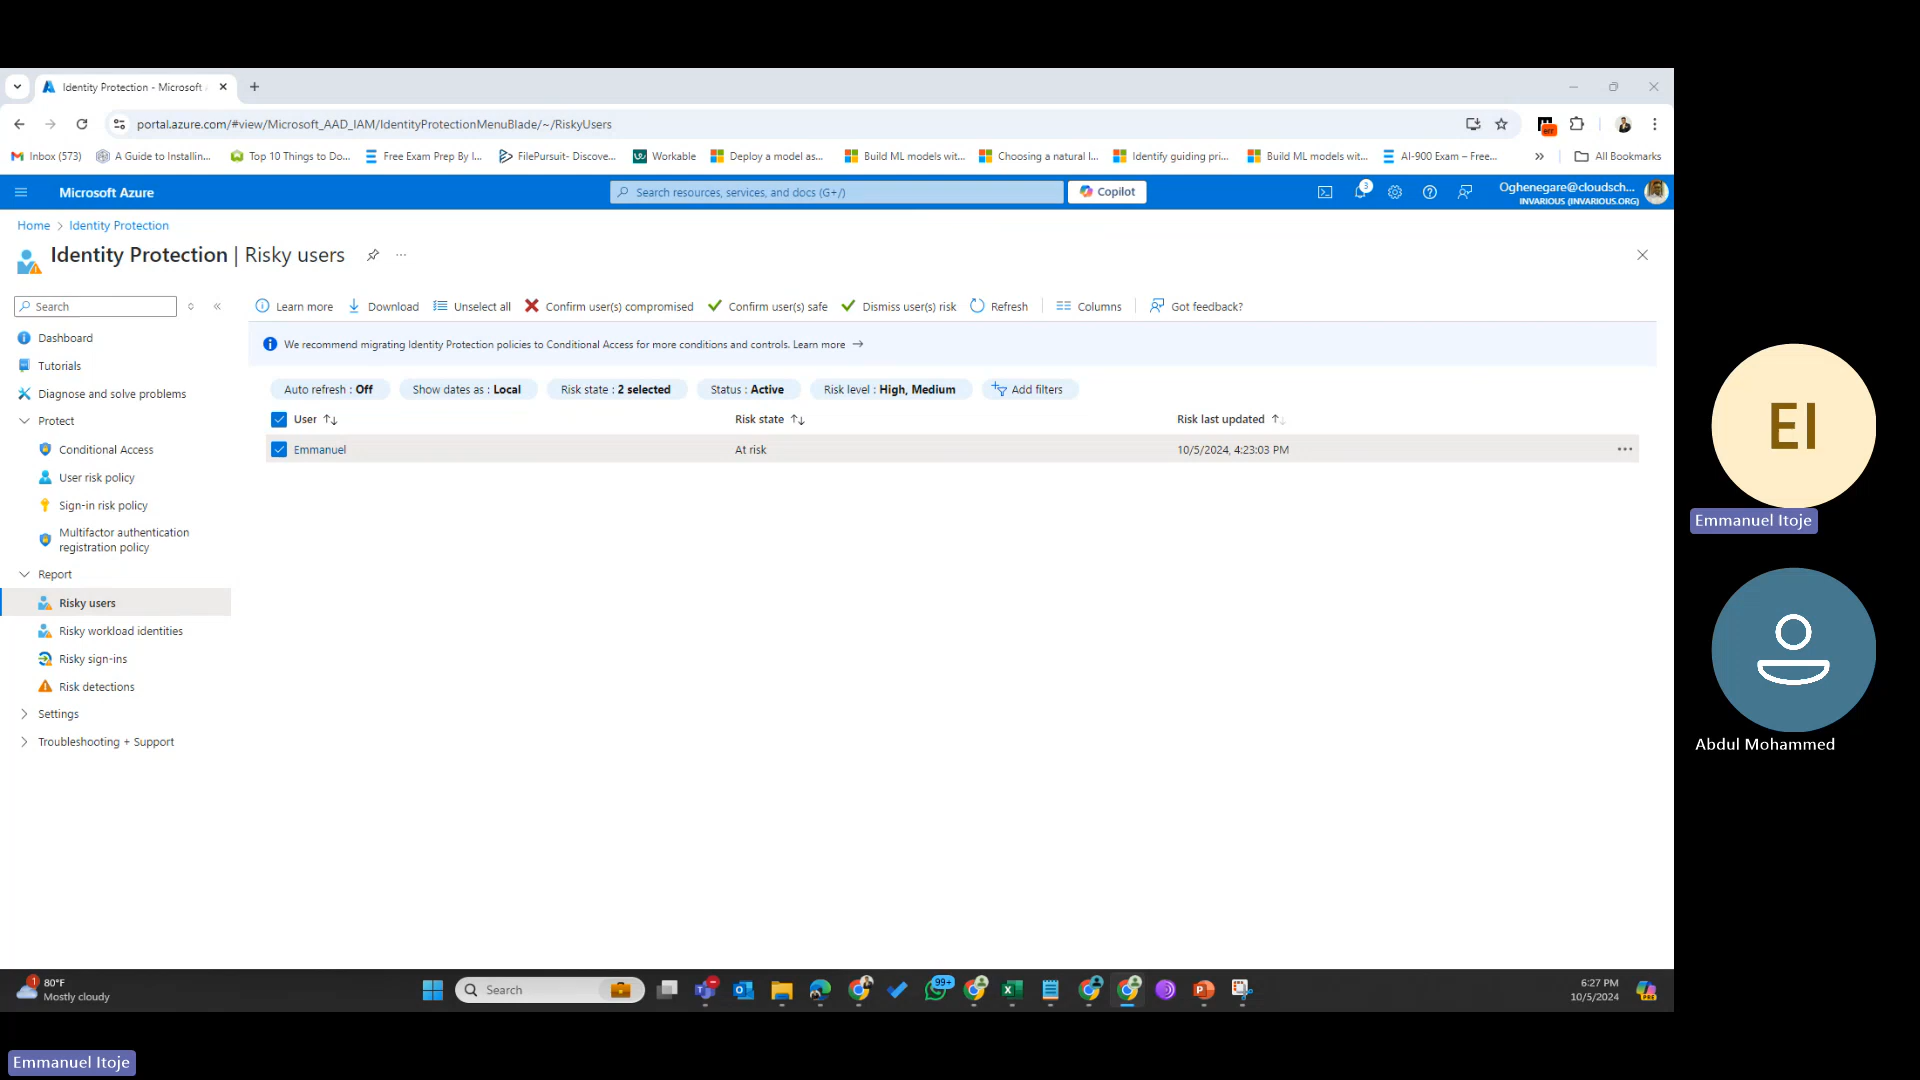 Identity Protection - Microsoft
portal.azure.com/#view/Microsoft_AAD_IAM/IdentityProtectionMenuBlade/~/RiskyUsers
err
Inbox (573) A Guide to Installin... Top 10 Things to Do... Free Exam Prep By I... FilePursuit- Discove... Workable Deploy a model as... Build ML models wit... Choosing a natural l... Identify guiding pri... Build ML models wit... AI-900 Exam – Free... » All Bookmarks
Microsoft Azure Search resources, services, and docs (G+/) Copilot 3 Oghenegare@cloudsch...
INVARIOUS (INVARIOUS.ORG)
Home > Identity Protection
Identity Protection | Risky users ...
Search Learn more Download Unselect all Confirm user(s) compromised Confirm user(s) safe Dismiss user(s) risk Refresh Columns Got feedback?
Dashboard
Tutorials
Diagnose and solve problems
Protect
Conditional Access
User risk policy
Sign-in risk policy
Multifactor authentication
registration policy
Report
Risky users
Risky workload identities
Risky sign-ins
Risk detections
Settings
Troubleshooting + Support
We recommend migrating Identity Protection policies to Conditional Access for more conditions and controls. Learn more →
Auto refresh : Off Show dates as : Local Risk state : 2 selected Status : Active Risk level : High, Medium Add filters
User Risk state Risk last updated
Emmanuel At risk 10/5/2024, 4:23:03 PM
EI
Emmanuel Itoje
Abdul Mohammed
1
80°F
Mostly cloudy
Search
99+
6:27 PM
10/5/2024
PRE
Emmanuel Itoje